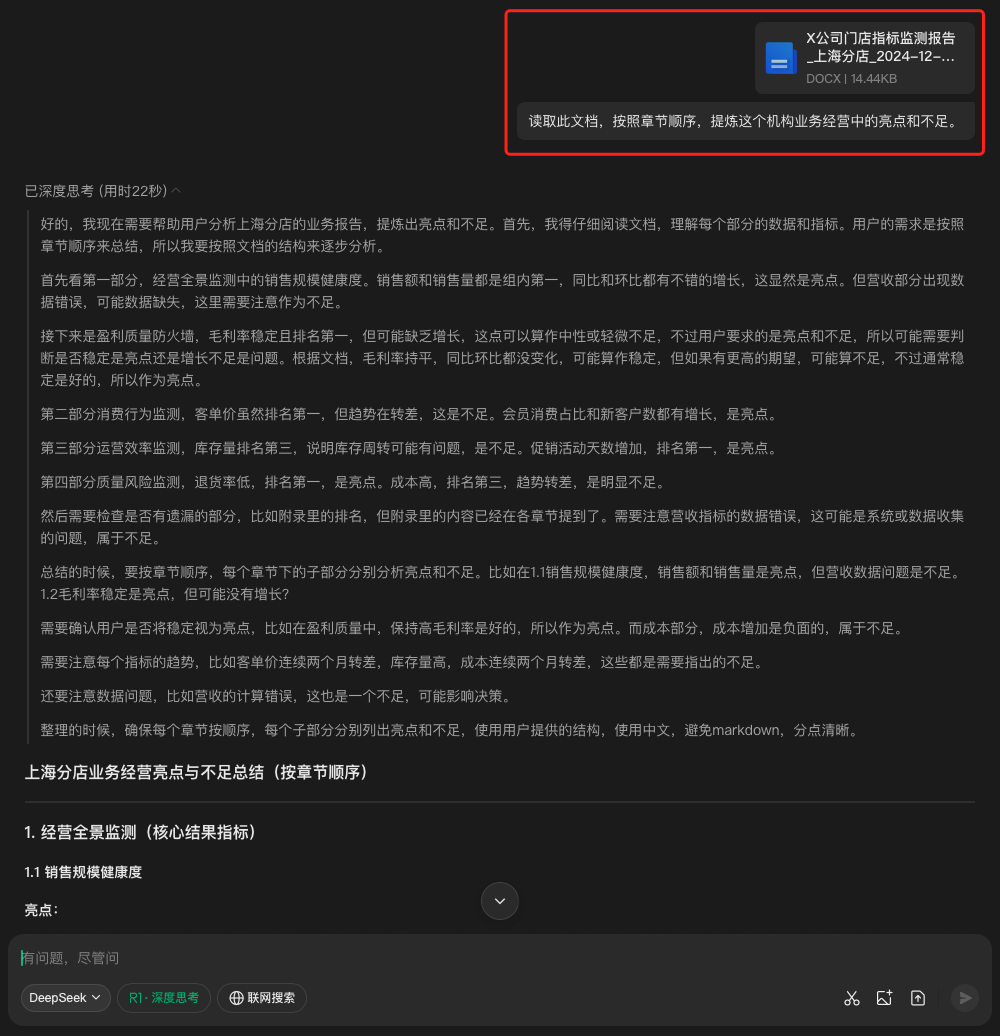 X公司门店指标监测报告
_上海分店_2024-12-...
DOCX | 14.44KB
读取此文档，按照章节顺序，提炼这个机构业务经营中的亮点和不足。
已深度思考 (用时22秒)
好的，我现在需要帮助用户分析上海分店的业务报告，提炼出亮点和不足。首先，我得仔细阅读文档，理解每个部分的数据和指标。用户的需求是按照
章节顺序来总结，所以我要按照文档的结构来逐步分析。
首先看第一部分，经营全景监测中的销售规模健康度。销售额和销售量都是组内第一，同比和环比都有不错的增长，这显然是亮点。但营收部分出现数
据错误，可能数据缺失，这里需要注意作为不足。
接下来是盈利质量防火墙，毛利率稳定且排名第一，但可能缺乏增长，这点可以算作中性或轻微不足，不过用户要求的是亮点和不足，所以可能需要判
断是否稳定是亮点还是增长不足是问题。根据文档，毛利率持平，同比环比都没变化，可能算作稳定，但如果有更高的期望，可能算不足，不过通常稳
定是好的，所以作为亮点。
第二部分消费行为监测，客单价虽然排名第一，但趋势在转差，这是不足。会员消费占比和新客户数都有增长，是亮点。
第三部分运营效率监测，库存量排名第三，说明库存周转可能有问题，是不足。促销活动天数增加，排名第一，是亮点。
第四部分质量风险监测，退货率低，排名第一，是亮点。成本高，排名第三，趋势转差，是明显不足。
然后需要检查是否有遗漏的部分，比如附录里的排名，但附录里的内容已经在各章节提到了。需要注意营收指标的数据错误，这可能是系统或数据收集
的问题，属于不足。
总结的时候，要按章节顺序，每个章节下的子部分分别分析亮点和不足。比如在1.1销售规模健康度，销售额和销售量是亮点，但营收数据问题是不足。
1.2毛利率稳定是亮点，但可能没有增长?
需要确认用户是否将稳定视为亮点，比如在盈利质量中，保持高毛利率是好的，所以作为亮点。而成本部分，成本增加是负面的，属于不足。
需要注意每个指标的趋势，比如客单价连续两个月转差，库存量高，成本连续两个月转差，这些都是需要指出的不足。
还要注意数据问题，比如营收的计算错误，这也是一个不足，可能影响决策。
整理的时候，确保每个章节按顺序，每个子部分分别列出亮点和不足，使用用户提供的结构，使用中文，避免markdown，分点清晰。
上海分店业务经营亮点与不足总结（按章节顺序）
1. 经营全景监测（核心结果指标）
1.1 销售规模健康度
亮点：
有问题，尽管问
DeepSeek
R1 · 深度思考
联网搜索